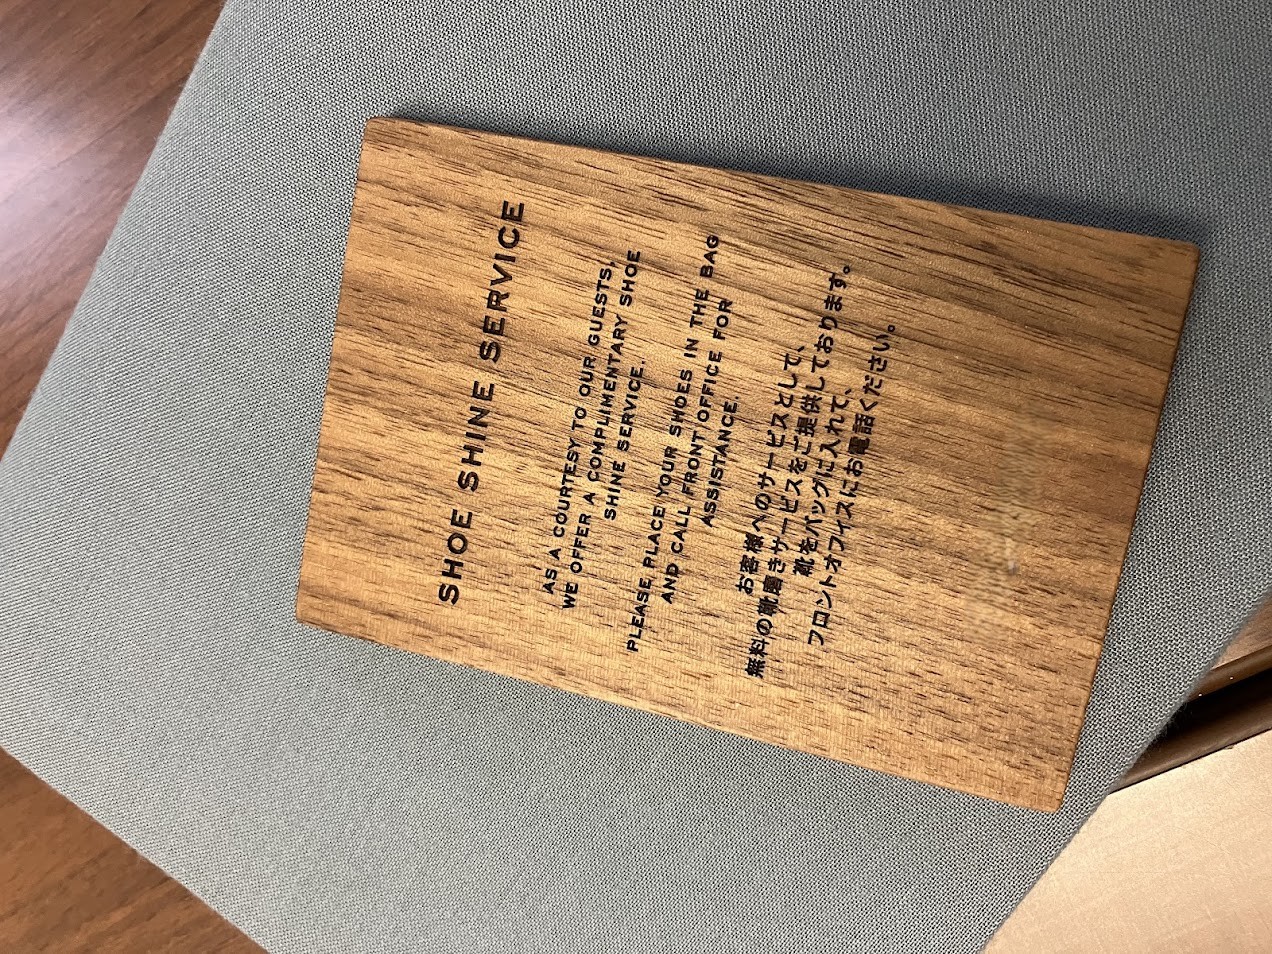 SHOE SHINE SERVICE
AS A COURTESY TO OUR GUESTS,
WE OFFER A COMPLIMENTARY SHOE
SHINE SERVICE.
PLEASE PLACE YOUR SHOES IN THE BAG
AND CALL FRONT OFFICE FOR
ASSISTANCE.
お客様へのサービスとして、
無料の靴磨きサービスをご提供しております。
靴をバッグに入れて、
フロントオフィスにお電話ください。